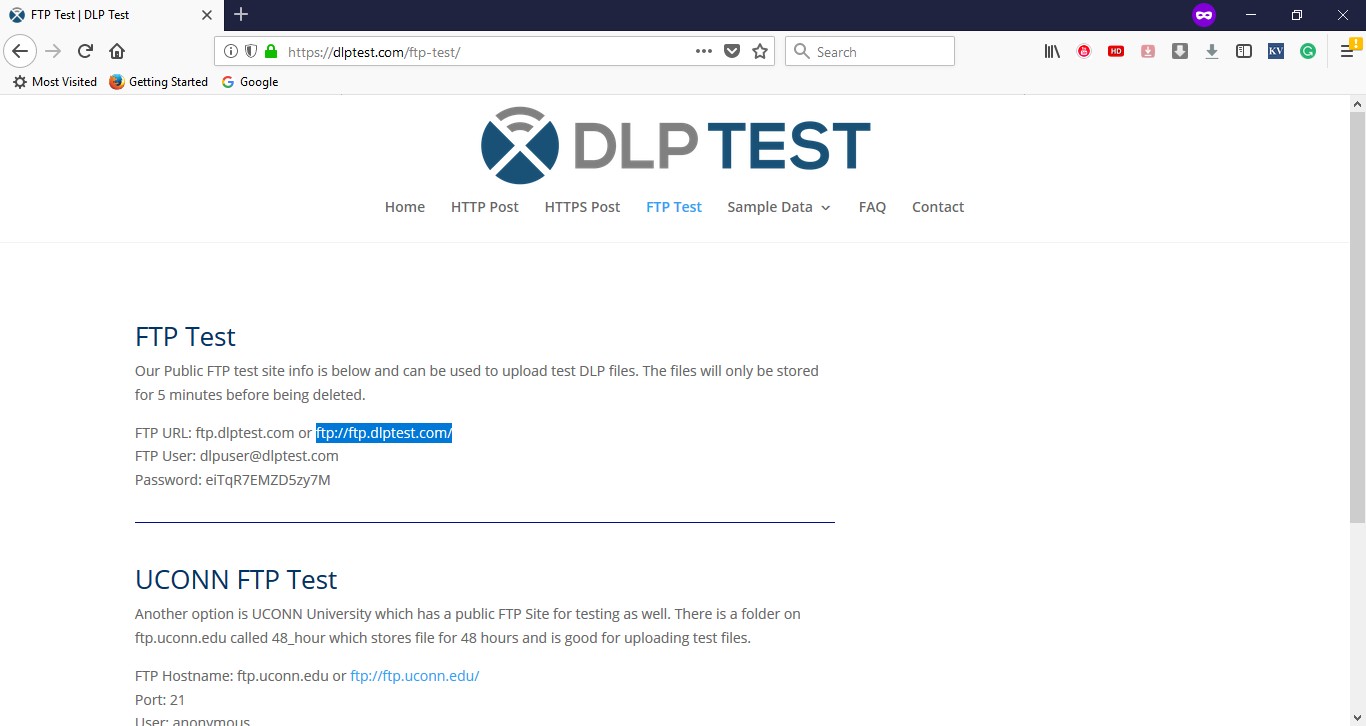 FTP Test | DLP Test
https://dlptest.com/ftp-test/
Search
HD
KV
Most Visited
Getting Started
Google
DLP TEST
Home
HTTP Post
HTTPS Post
FTP Test
Sample Data
FAQ
Contact
FTP Test
Our Public FTP test site info is below and can be used to upload test DLP files. The files will only be stored
for 5 minutes before being deleted.
FTP URL: ftp.dlptest.com or ftp://ftp.dlptest.com/
FTP User: dlpuser@dlptest.com
Password: eiTqR7EMZD5zy7M
UCONN FTP Test
Another option is UCONN University which has a public FTP Site for testing as well. There is a folder on
ftp.uconn.edu called 48_hour which stores file for 48 hours and is good for uploading test files.
FTP Hostname: ftp.uconn.edu or ftp://ftp.uconn.edu/
Port: 21
User: anonymous